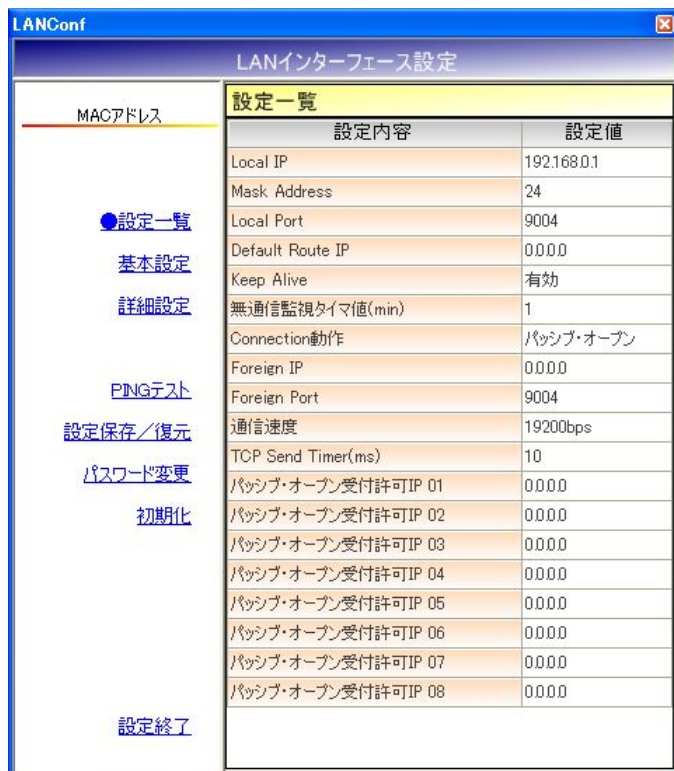 LANConf
LANインターフェース設定
MACアドレス
●設定一覧
基本設定
詳細設定
PINGテスト
設定保存／復元
パスワード変更
初期化
設定終了
設定一覧
設定内容 設定値
Local IP 192.168.0.1
Mask Address 24
Local Port 9004
Default Route IP 0.0.0.0
Keep Alive 有効
無通信監視タイマ値(min) 1
Connection動作 パッシブ・オープン
Foreign IP 0.0.0.0
Foreign Port 9004
通信速度 19200bps
TCP Send Timer(ms) 10
パッシブ・オープン受付許可IP 01 0.0.0.0
パッシブ・オープン受付許可IP 02 0.0.0.0
パッシブ・オープン受付許可IP 03 0.0.0.0
パッシブ・オープン受付許可IP 04 0.0.0.0
パッシブ・オープン受付許可IP 05 0.0.0.0
パッシブ・オープン受付許可IP 06 0.0.0.0
パッシブ・オープン受付許可IP 07 0.0.0.0
パッシブ・オープン受付許可IP 08 0.0.0.0